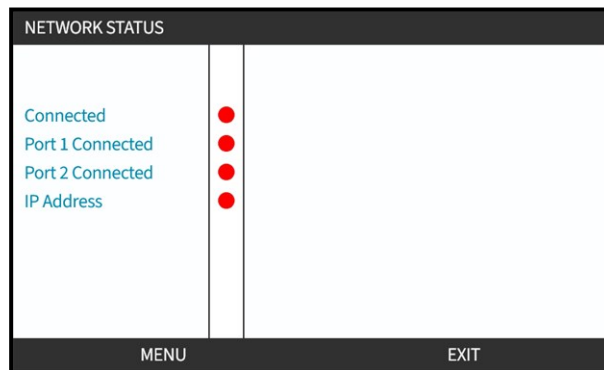 NETWORK STATUS
Connected
Port 1 Connected
Port 2 Connected
IP Address
MENU EXIT